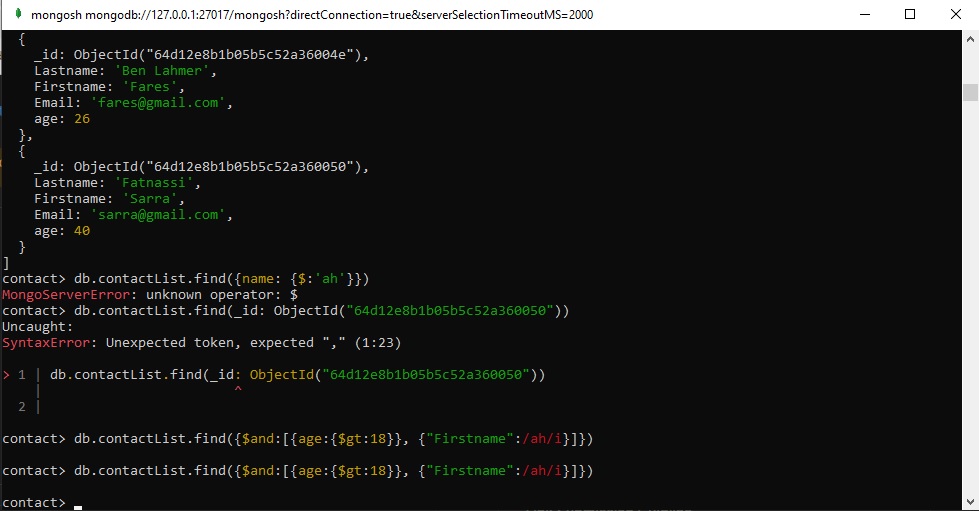 mongosh mongodb://127.0.0.1:27017/mongosh?directConnection=true&serverSelectionTimeoutMS=2000
{
_id: ObjectId("64d12e8b1b05b5c52a36004e"),
Lastname: 'Ben Lahmer',
Firstname: 'Fares',
Email: 'fares@gmail.com',
age: 26
},
{
_id: ObjectId("64d12e8b1b05b5c52a360050"),
Lastname: 'Fatnassi',
Firstname: 'Sarra',
Email: 'sarra@gmail.com',
age: 40
}
]
contact> db.contactList.find({name: {$:'ah'}})
MongoServerError: unknown operator: $
contact> db.contactList.find(_id: ObjectId("64d12e8b1b05b5c52a360050"))
Uncaught:
SyntaxError: Unexpected token, expected "," (1:23)
> 1 | db.contactList.find(_id: ObjectId("64d12e8b1b05b5c52a360050"))
| ^
2 |
contact> db.contactList.find({$and:[{age:{$gt:18}}, {"Firstname":/ah/i}]})
contact> db.contactList.find({$and:[{age:{$gt:18}}, {"Firstname":/ah/i}]})
contact>